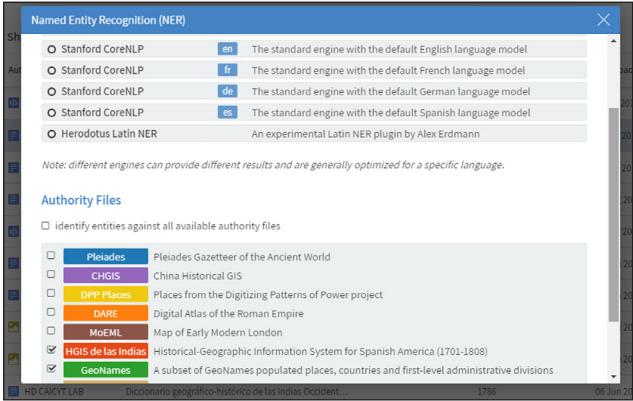 Named Entity Recognition (NER)
Stanford CoreNLP en The standard engine with the default English language model
Stanford CoreNLP fr The standard engine with the default French language model
Stanford CoreNLP de The standard engine with the default German language model
Stanford CoreNLP es The standard engine with the default Spanish language model
Herodotus Latin NER An experimental Latin NER plugin by Alex Erdmann
Note: different engines can provide different results and are generally optimized for a specific language.
Authority Files
identify entities against all available authority files
Pleiades Pleiades Gazetteer of the Ancient World
CHGIS China Historical GIS
DPP Places Places from the Digitizing Patterns of Power project
DARE Digital Atlas of the Roman Empire
MoEML Map of Early Modern London
HGIS de las Indias Historical-Geographic Information System for Spanish America (1701-1808)
GeoNames A subset of GeoNames populated places, countries and first-level administrative divisions
HD CAICYT LAB Diccionario geográfico-histórico de las Indias Occident... 1786 06 Jun 20